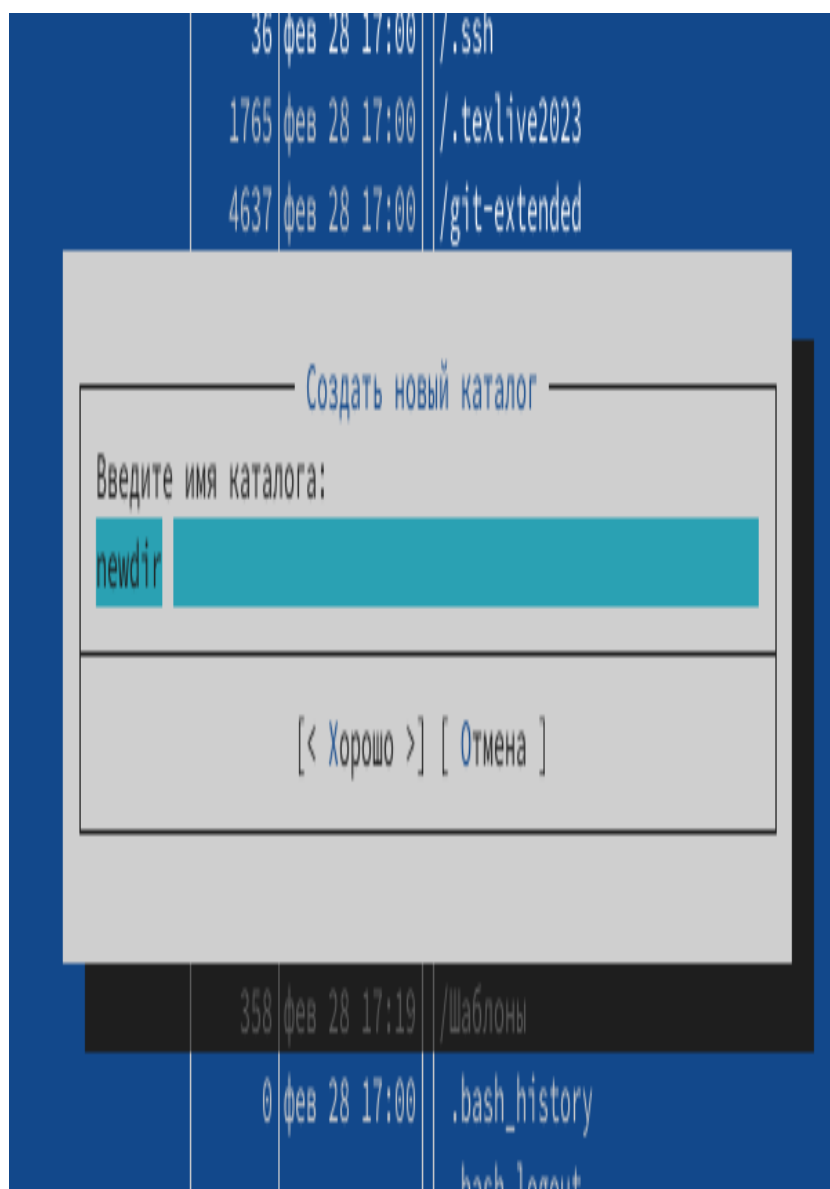 36 фев 28 17:00 /.ssh
1765 фев 28 17:00 /.texlive2023
4637 фев 28 17:00 /git-extended
Создать новый каталог
Введите имя каталога:
newdir
[< Хорошо >] [ Отмена ]
358 фев 28 17:19 /Шаблоны
0 фев 28 17:00 .bash_history
.bash_logout